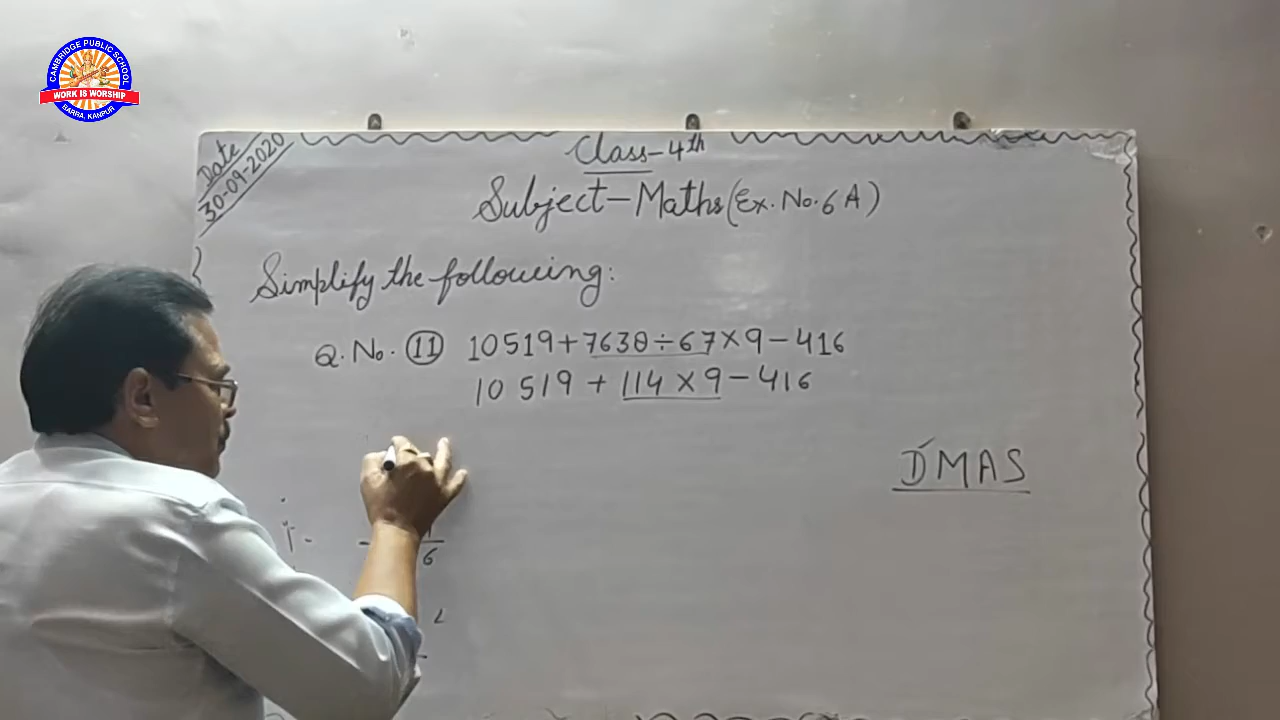 CAMBRIDGE PUBLIC SCHOOL
WORK IS WORSHIP
BARRA, KANPUR
Date
30-09-2020
Class-4th
Subject-Maths(Ex.No.6A)
Simplify the following:
Q.No. 11 10519+7638÷67×9-416
10519+114×9-416
DMAS
6